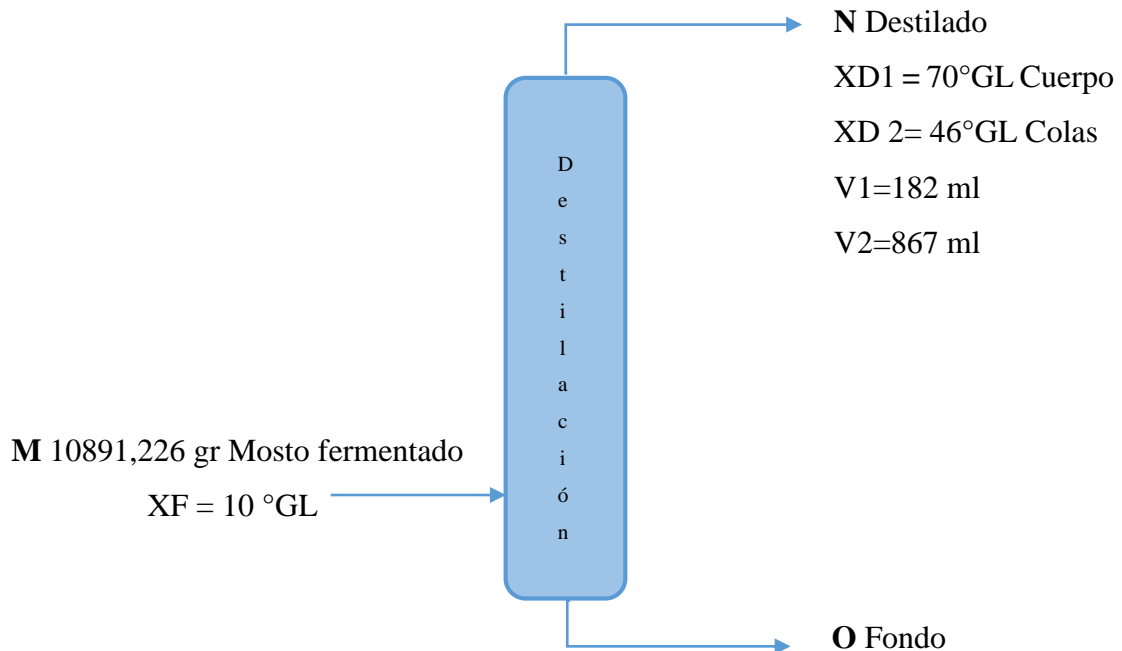 N Destilado
XD1 = 70°GL Cuerpo
XD 2= 46°GL Colas
V1=182 ml
V2=867 ml
D
e
s
t
i
l
a
c
i
ó
n
M 10891,226 gr Mosto fermentado
XF = 10 °GL
O Fondo